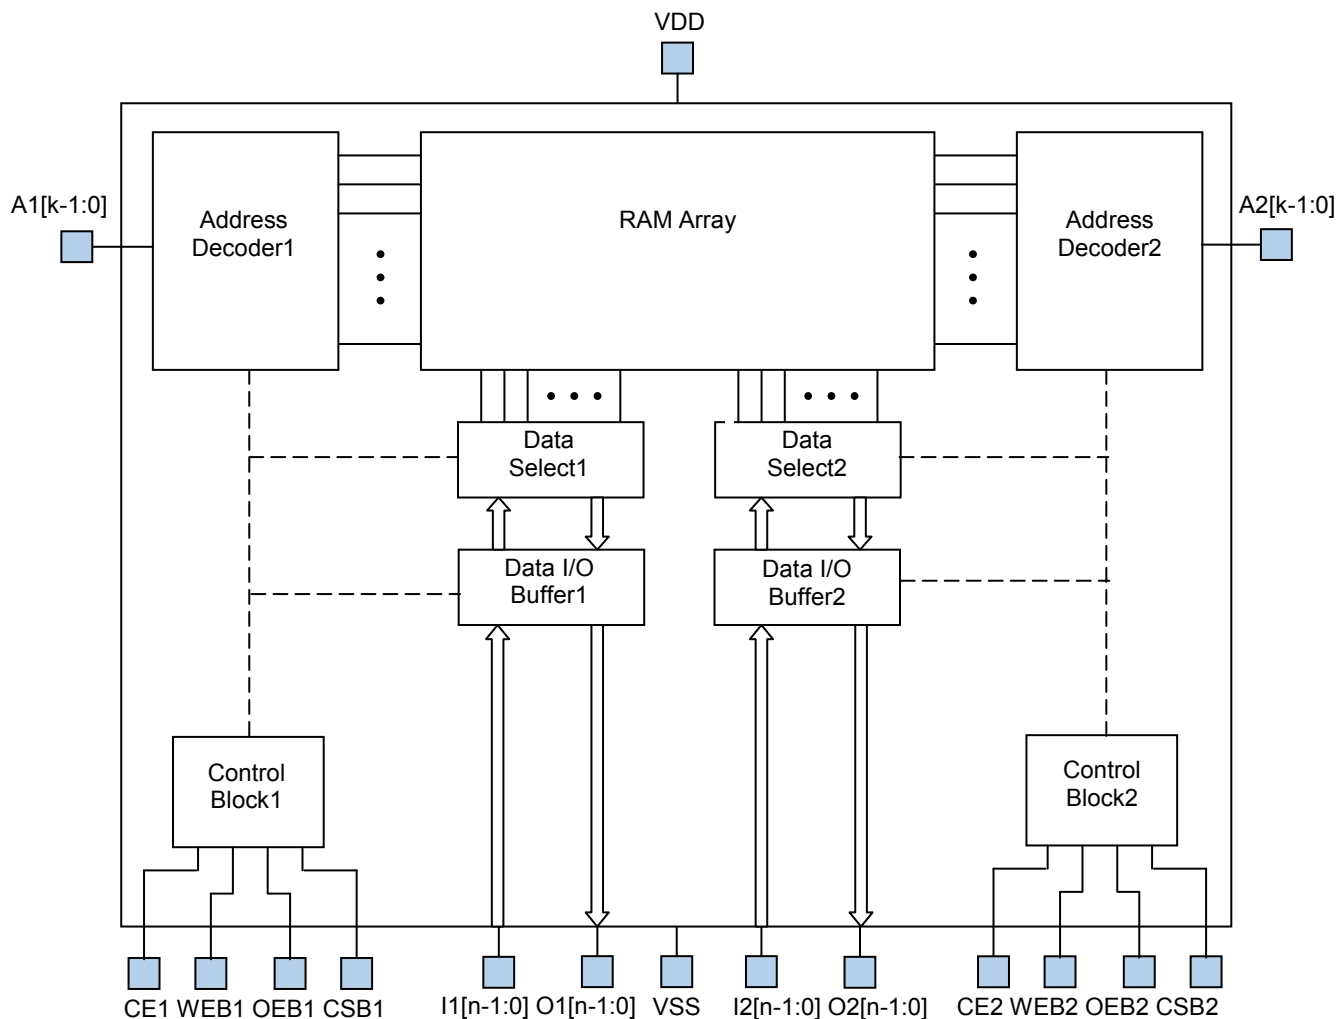 VDD
A1[k-1:0]
Address
Decoder1
RAM Array
Address
Decoder2
A2[k-1:0]
Data
Select1
Data
Select2
Data I/O
Buffer1
Data I/O
Buffer2
Control
Block1
Control
Block2
CE1 WEB1 OEB1 CSB1 I1[n-1:0] O1[n-1:0] VSS I2[n-1:0] O2[n-1:0] CE2 WEB2 OEB2 CSB2